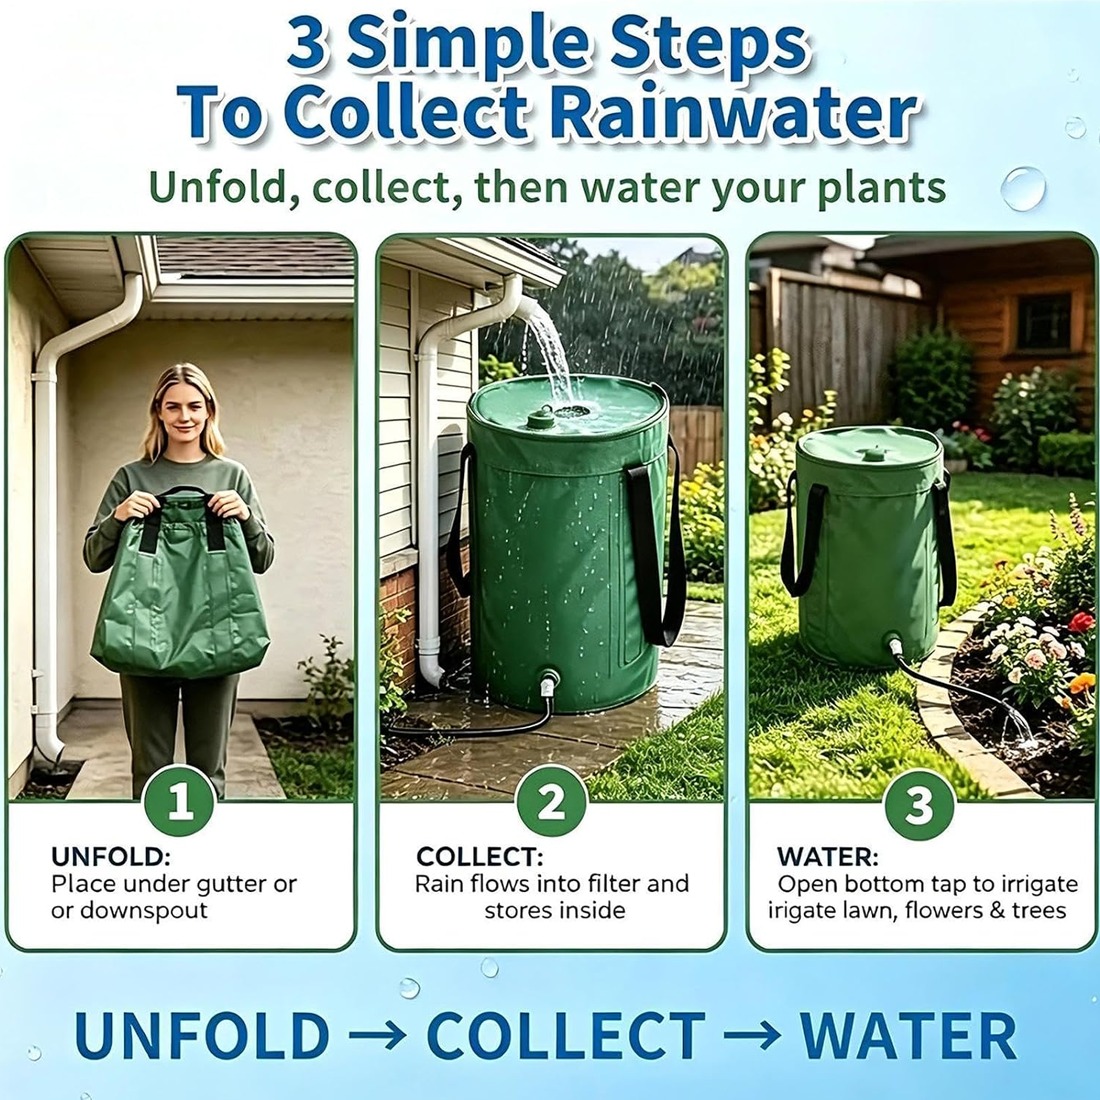 3 Simple Steps
To Collect Rainwater
Unfold, collect, then water your plants
1
UNFOLD:
Place under gutter or
or downspout
2
COLLECT:
Rain flows into filter and
stores inside
3
WATER:
Open bottom tap to irrigate
irigate lawn, flowers & trees
UNFOLD → COLLECT → WATER